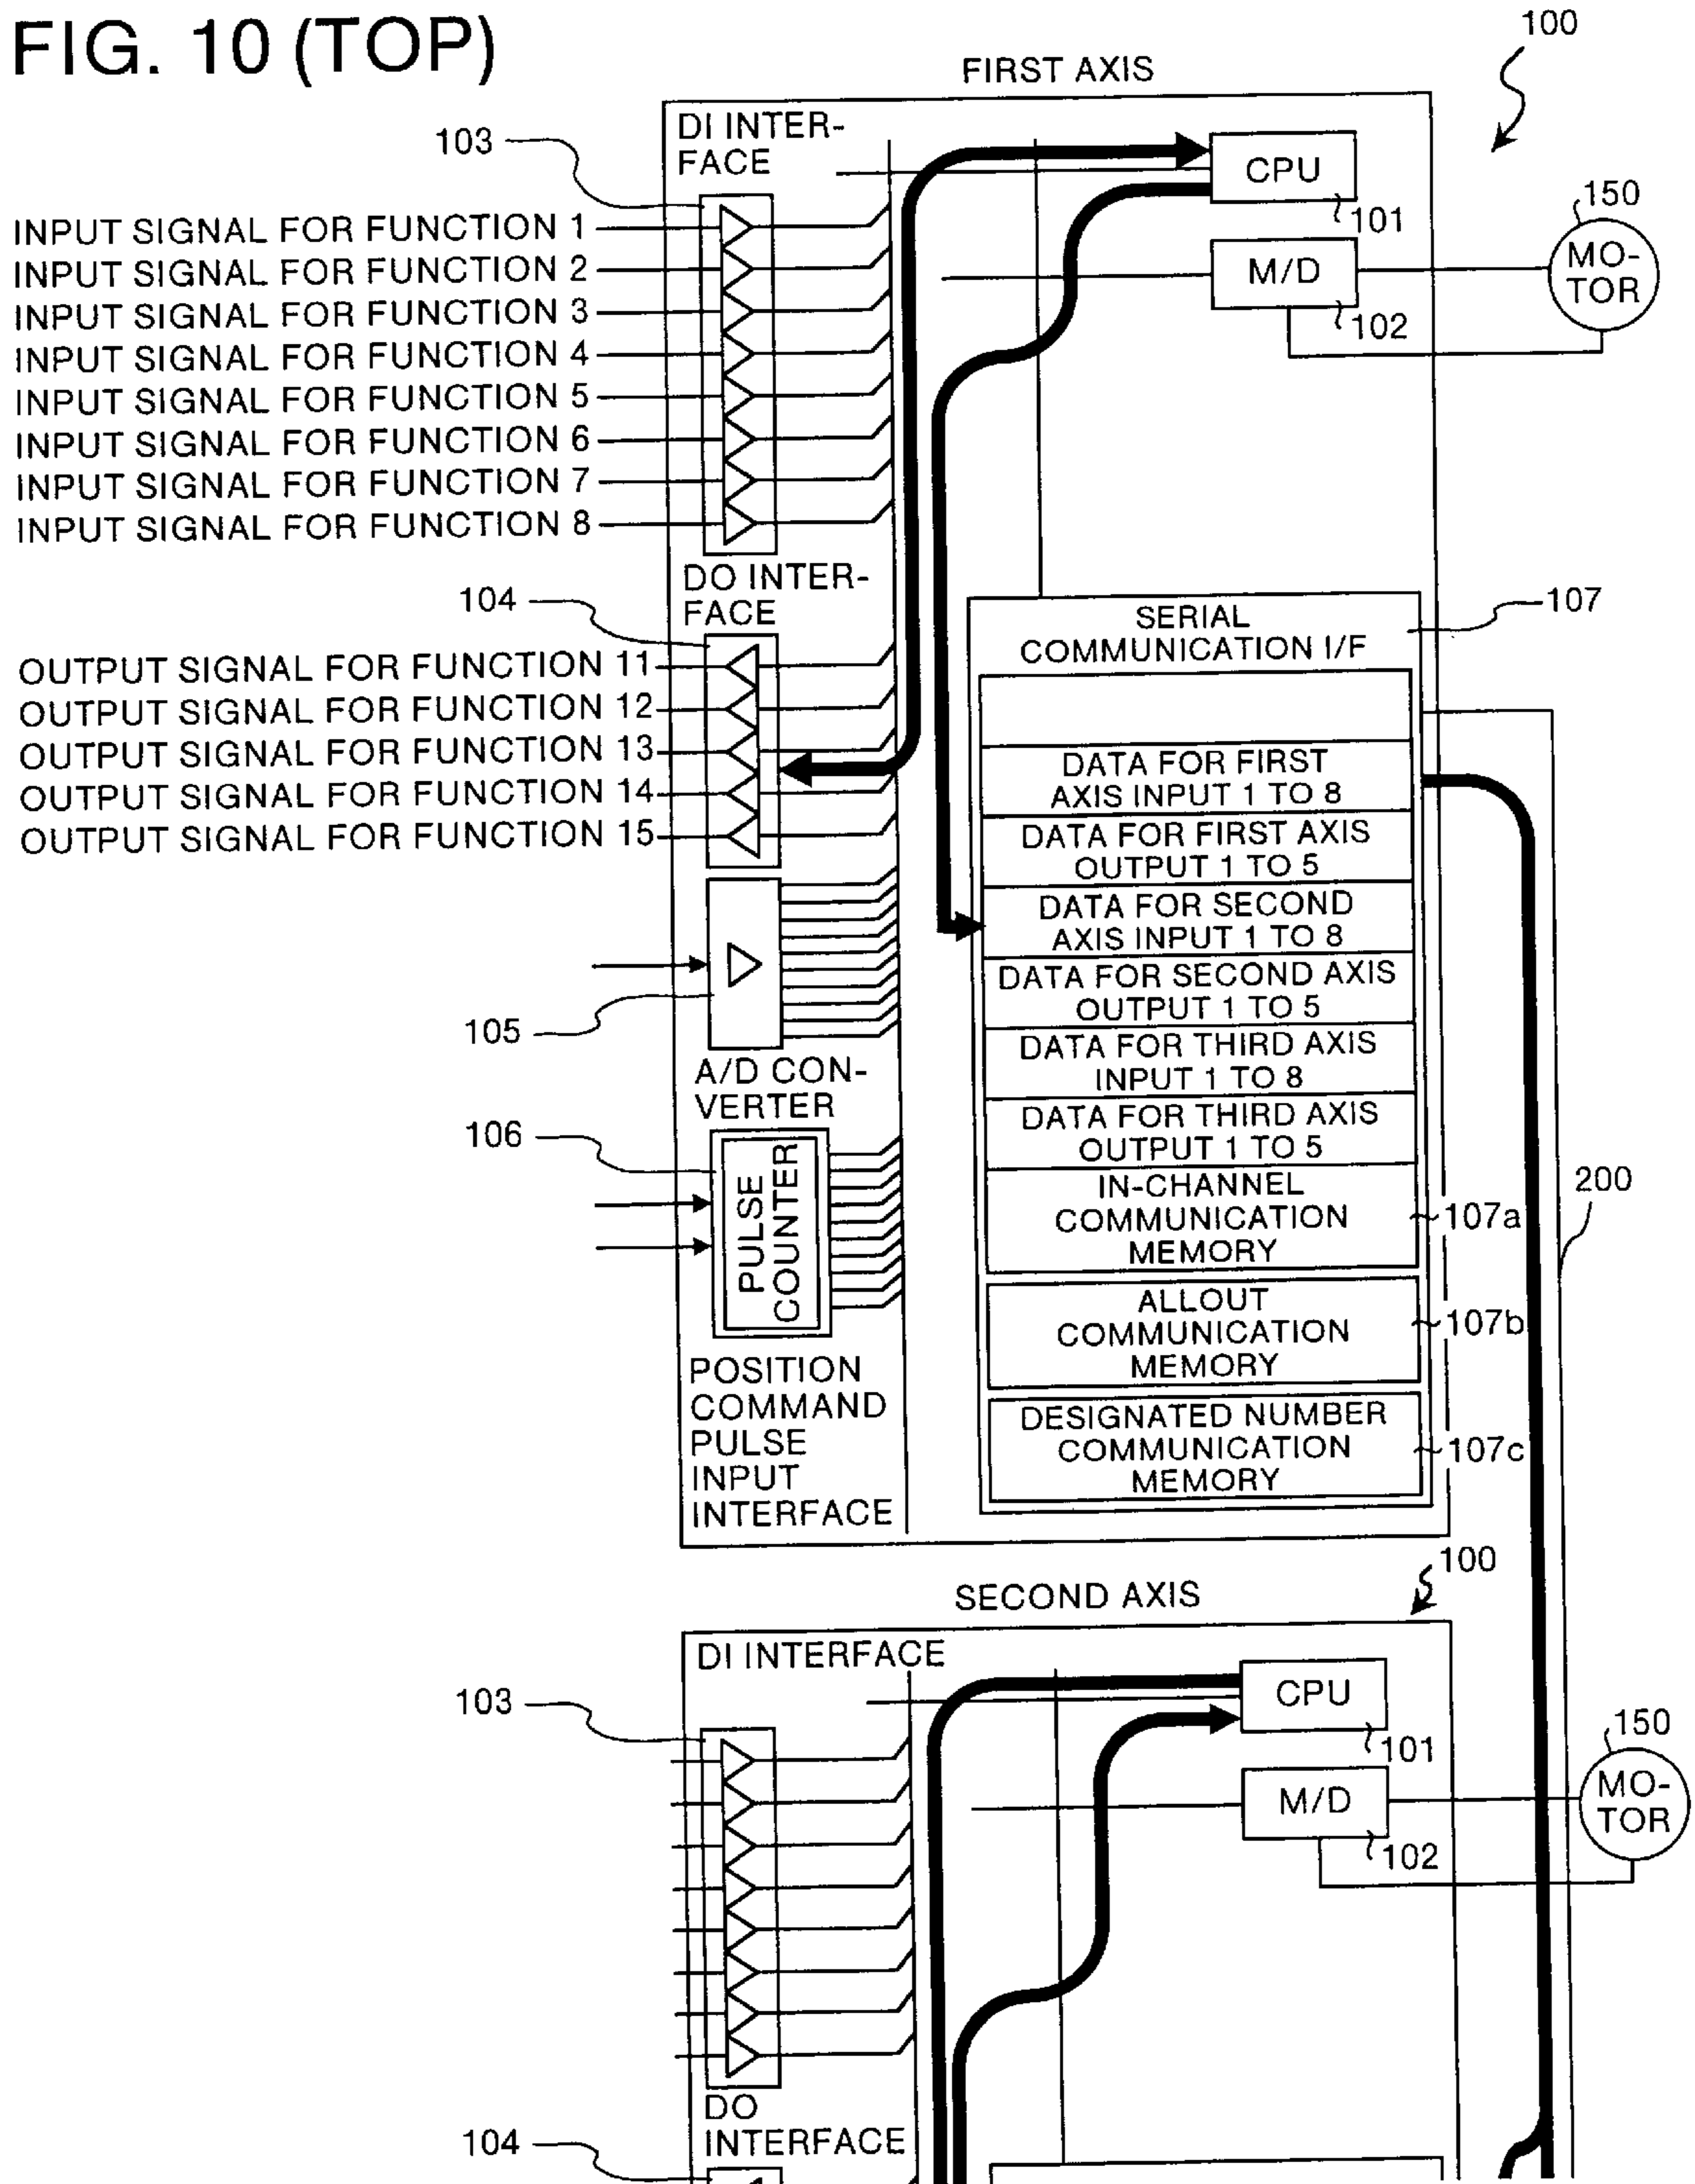 FIG. 10 (TOP)
100
FIRST AXIS
DI INTER-
FACE
103
CPU
101
150
MO-
TOR
M/D
102
INPUT SIGNAL FOR FUNCTION 1
INPUT SIGNAL FOR FUNCTION 2
INPUT SIGNAL FOR FUNCTION 3
INPUT SIGNAL FOR FUNCTION 4
INPUT SIGNAL FOR FUNCTION 5
INPUT SIGNAL FOR FUNCTION 6
INPUT SIGNAL FOR FUNCTION 7
INPUT SIGNAL FOR FUNCTION 8
DO INTER-
FACE
104
OUTPUT SIGNAL FOR FUNCTION 11
OUTPUT SIGNAL FOR FUNCTION 12
OUTPUT SIGNAL FOR FUNCTION 13
OUTPUT SIGNAL FOR FUNCTION 14
OUTPUT SIGNAL FOR FUNCTION 15
107
SERIAL
COMMUNICATION I/F
DATA FOR FIRST
AXIS INPUT 1 TO 8
DATA FOR FIRST AXIS
OUTPUT 1 TO 5
DATA FOR SECOND
AXIS INPUT 1 TO 8
DATA FOR SECOND AXIS
OUTPUT 1 TO 5
DATA FOR THIRD AXIS
INPUT 1 TO 8
DATA FOR THIRD AXIS
OUTPUT 1 TO 5
IN-CHANNEL
COMMUNICATION
MEMORY
107a
ALLOUT
COMMUNICATION
MEMORY
107b
DESIGNATED NUMBER
COMMUNICATION
MEMORY
107c
200
105
A/D CON-
VERTER
106
PULSE
COUNTER
POSITION
COMMAND
PULSE
INPUT
INTERFACE
100
SECOND AXIS
DI INTERFACE
103
CPU
101
150
MO-
TOR
M/D
102
DO
INTERFACE
104